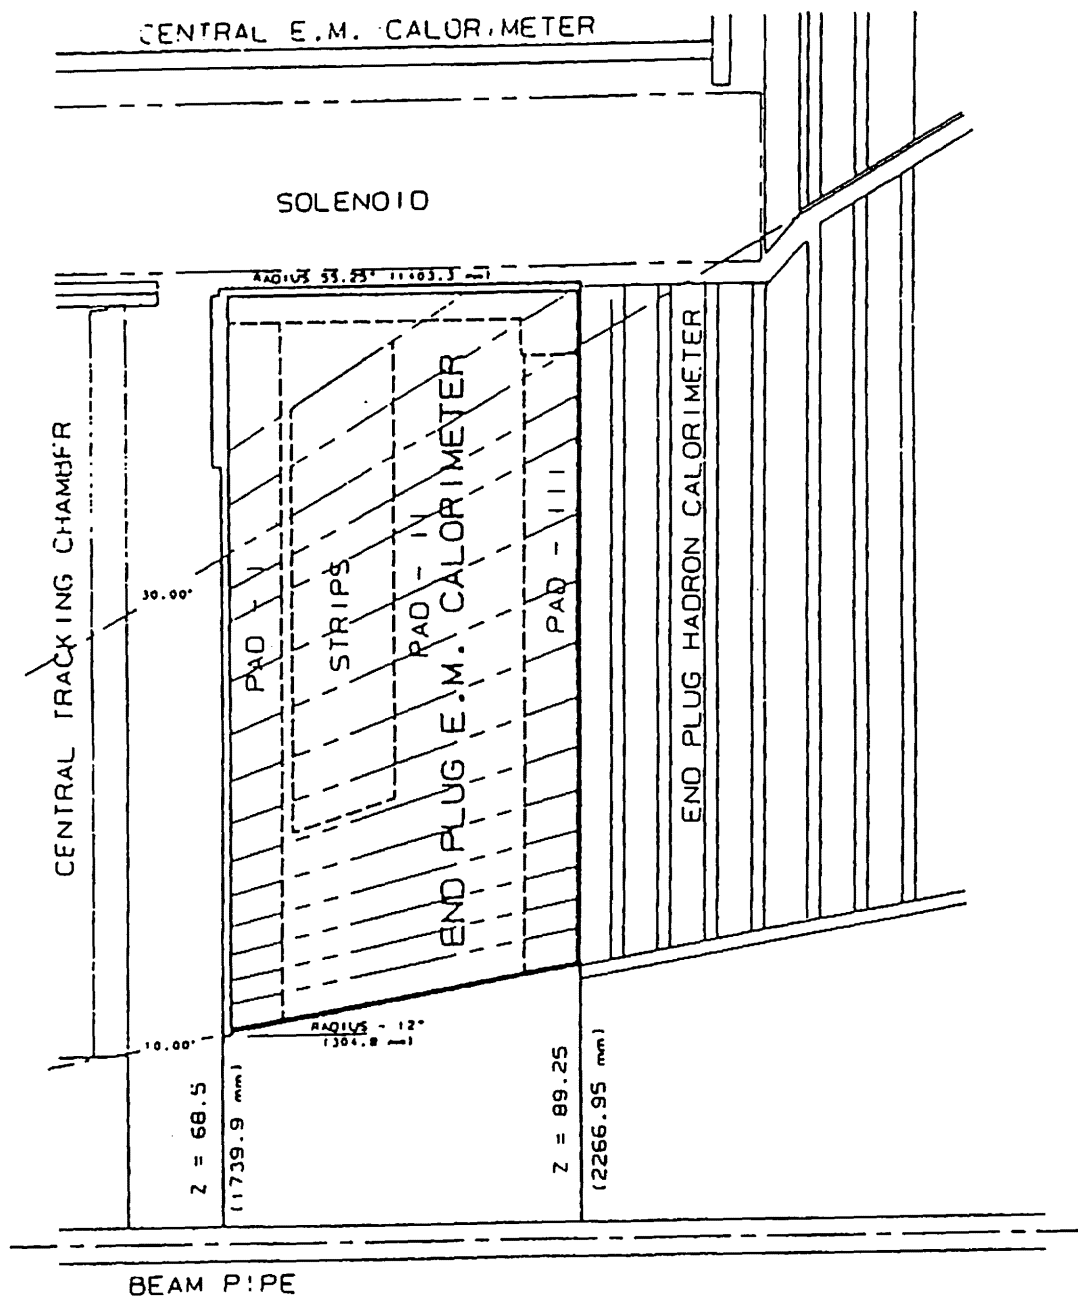 CENTRAL E.M. CALORIMETER
SOLENOID
RADIUS 55.25" (1403.3 mm)
CENTRAL TRACKING CHAMBER
30.00°
PAD - I
STRIPS
PAD - II
END PLUG E.M. CALORIMETER
PAD - III
END PLUG HADRON CALORIMETER
10.00°
RADIUS - 12"
(304.8 mm)
Z = 68.5
(1739.9 mm)
Z = 89.25
(2266.95 mm)
BEAM PIPE